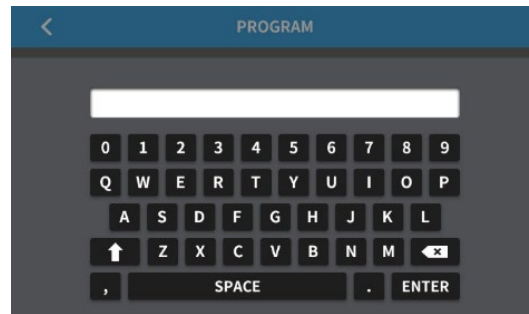 PROGRAM
0 1 2 3 4 5 6 7 8 9
Q W E R T Y U I O P
A S D F G H J K L
Z X C V B N M
, SPACE . ENTER